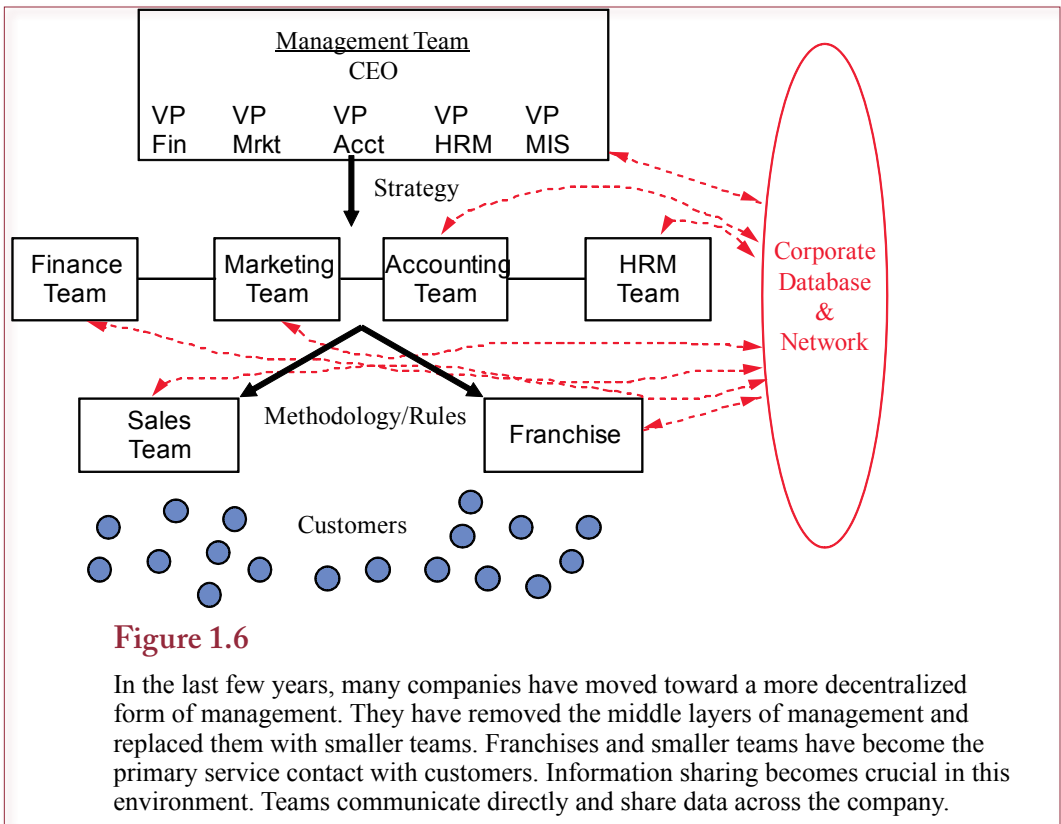 Management Team
CEO
VP VP VP VP VP
Fin Mrkt Acct HRM MIS
Strategy
Finance Team
Marketing Team
Accounting Team
HRM Team
Corporate
Database
&
Network
Sales Team
Methodology/Rules
Franchise
Customers
Figure 1.6
In the last few years, many companies have moved toward a more decentralized
form of management. They have removed the middle layers of management and
replaced them with smaller teams. Franchises and smaller teams have become the
primary service contact with customers. Information sharing becomes crucial in this
environment. Teams communicate directly and share data across the company.